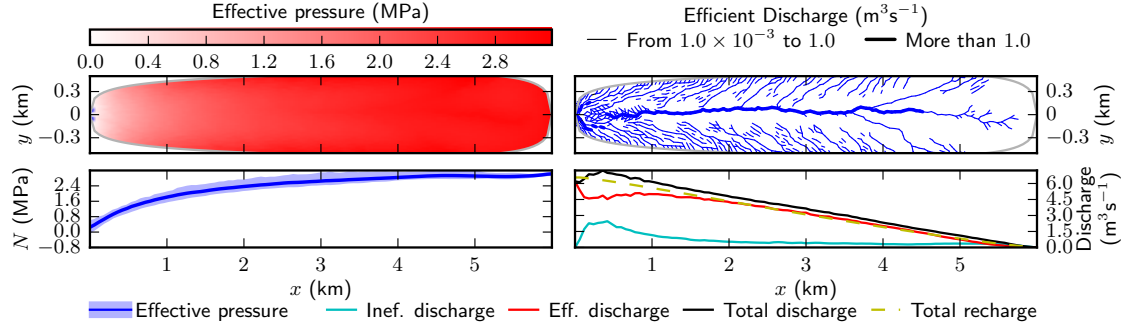 Effective pressure (MPa)
0.0 0.4 0.8 1.2 1.6 2.0 2.4 2.8
Efficient Discharge (m³s⁻¹)
From 1.0 × 10⁻³ to 1.0 More than 1.0
y (km)
0.3
0
−0.3
0.3
0
−0.3
y (km)
N (MPa)
2.4
1.6
0.8
0.0
−0.8
1 2 3 4 5
x (km)
6.0
4.5
3.0
1.5
0.0
Discharge
(m³s⁻¹)
1 2 3 4 5
x (km)
Effective pressure Inef. discharge Eff. discharge Total discharge Total recharge